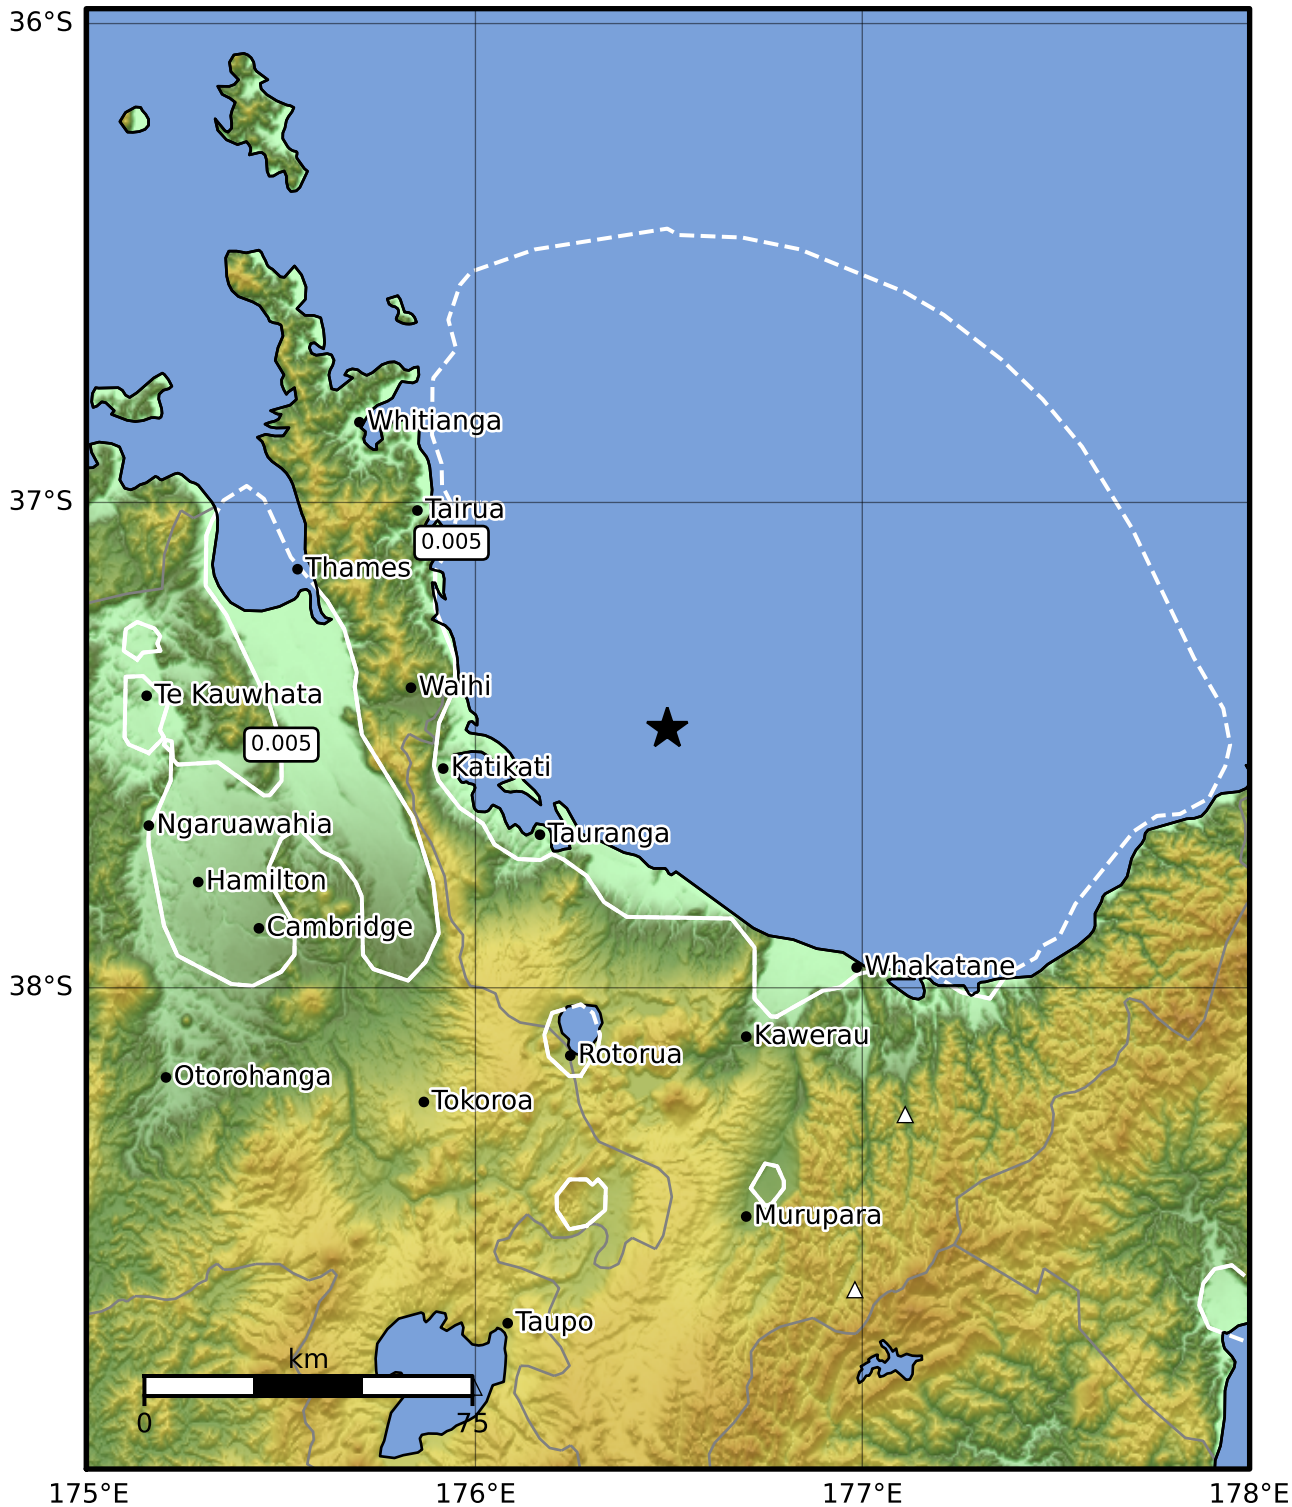 36°S
Whitianga
37°S
Tairua
0.005
Thames
Waihi
Te Kauwhata
0.005
Katikati
Ngaruawahia
Tauranga
Hamilton
Cambridge
Whakatane
38°S
Kawerau
Rotorua
Otorohanga
Tokoroa
Murupara
Taupo
km
0 75
175°E 176°E 177°E 178°E